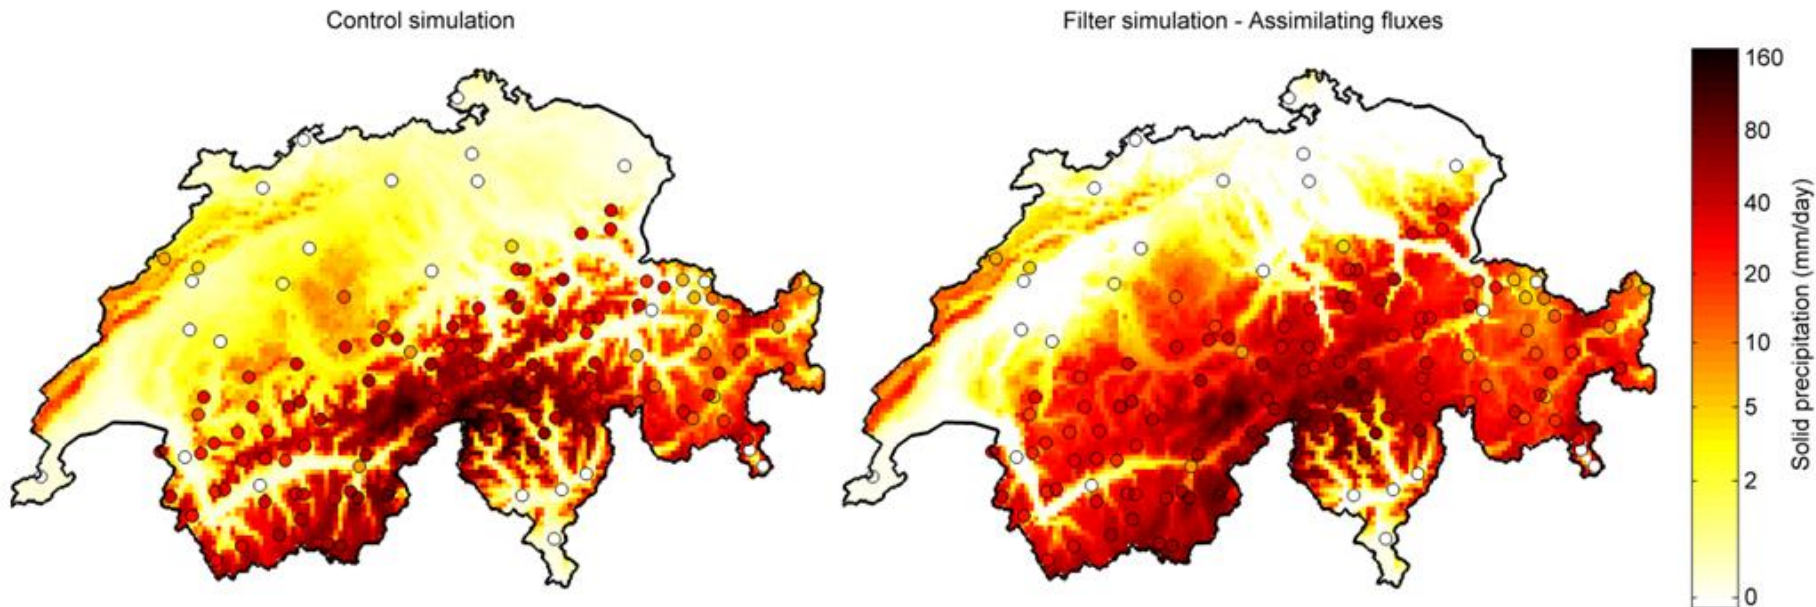 Control simulation
Filter simulation - Assimilating fluxes
160
80
40
20
10
5
2
0
Solid precipitation (mm/day)